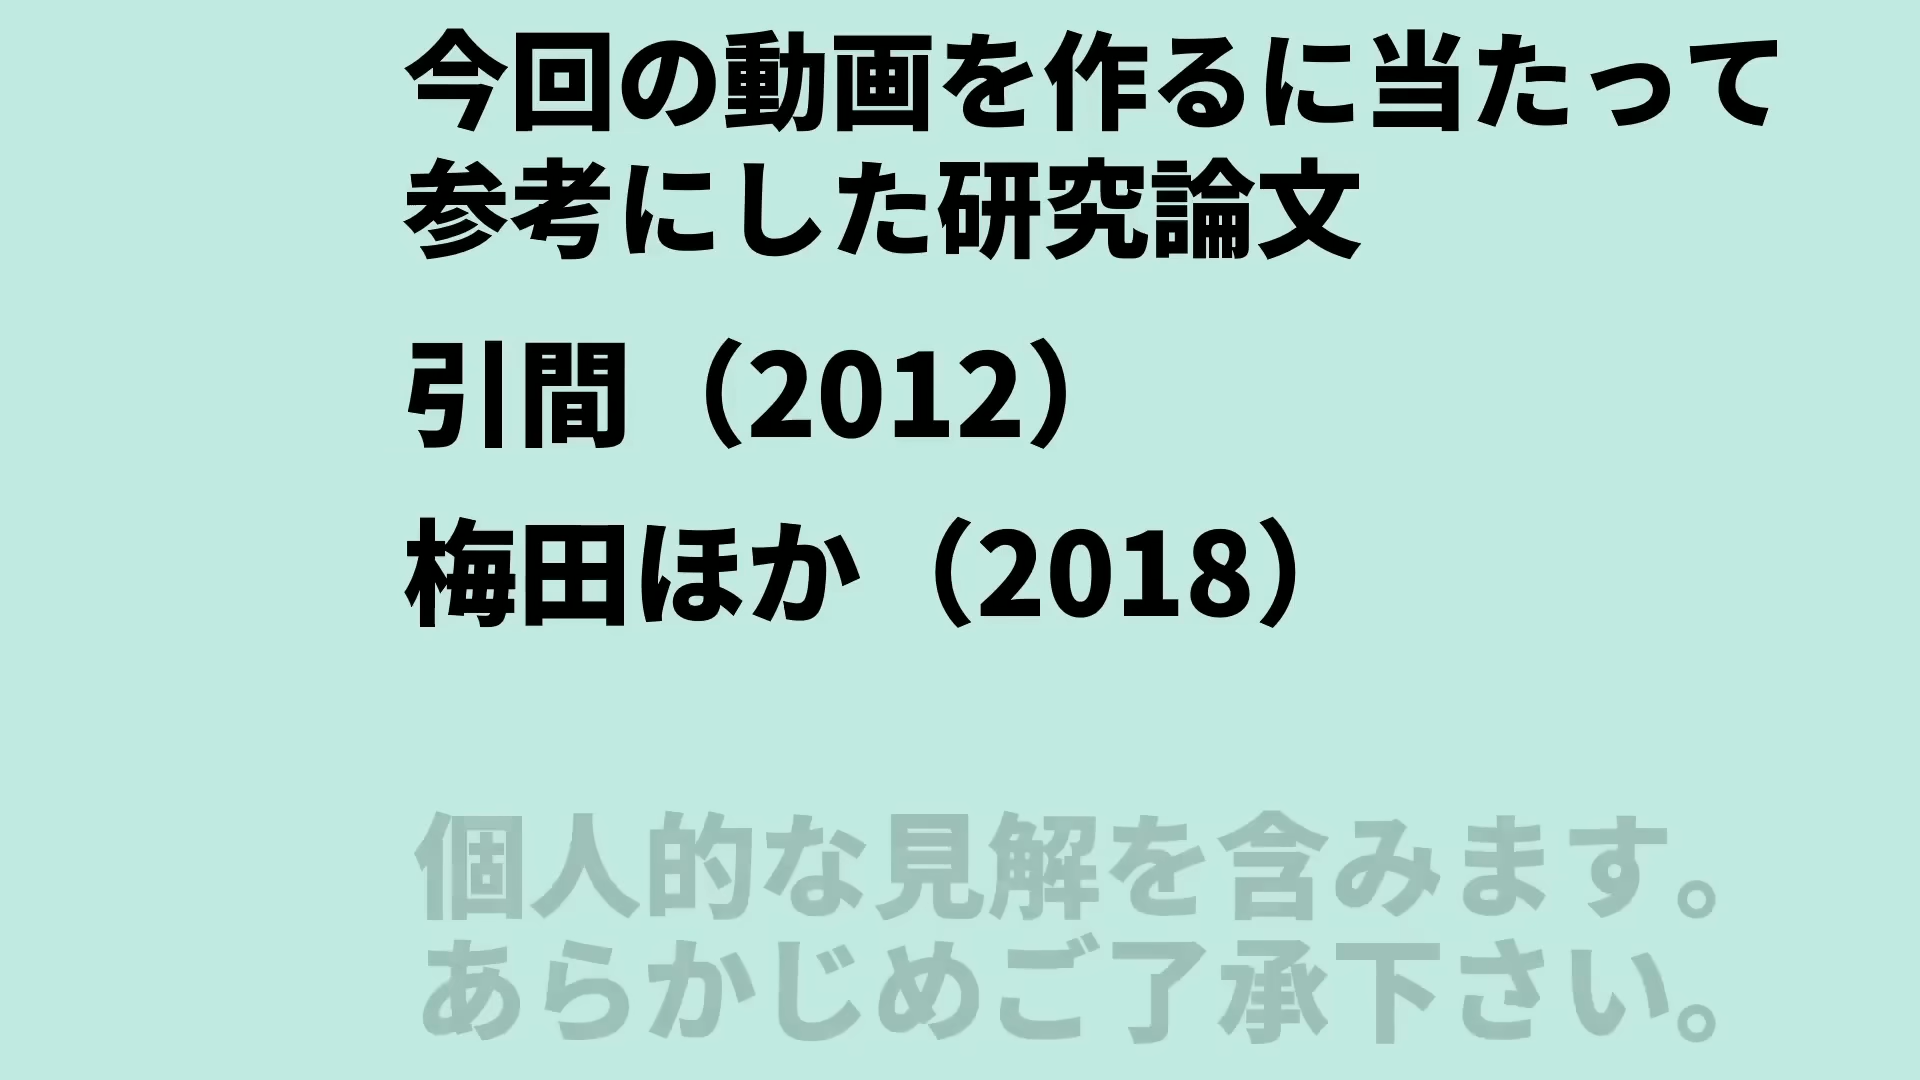 今回の動画を作るに当たって
参考にした研究論文
引間（2012）
梅田ほか（2018）
個人的な見解を含みます。
あらかじめご了承下さい。